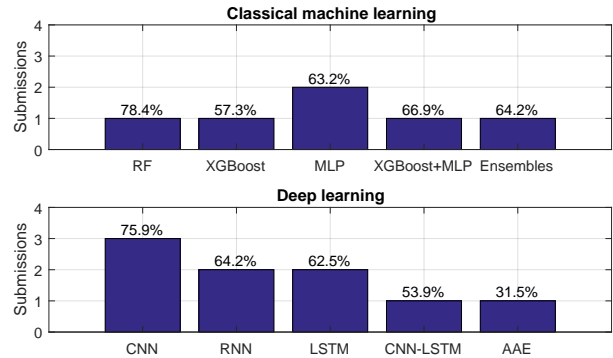 Classical machine learning
4
3
2
1
0
Submissions
78.4%
57.3%
63.2%
66.9%
64.2%
RF
XGBoost
MLP
XGBoost+MLP
Ensembles
Deep learning
4
3
2
1
0
Submissions
75.9%
64.2%
62.5%
53.9%
31.5%
CNN
RNN
LSTM
CNN-LSTM
AAE